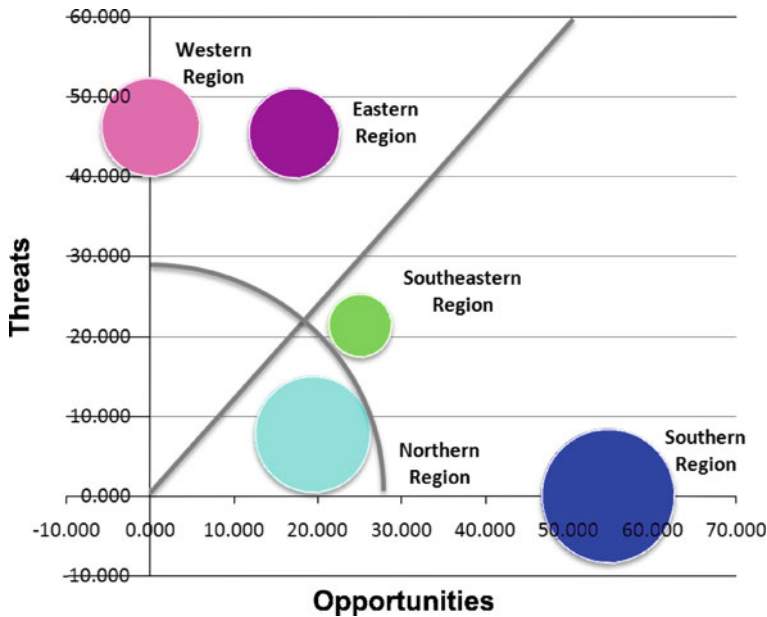 60.000
Western
Region
50.000
Eastern
Region
40.000
30.000
Southeastern
Region
Threats
20.000
10.000
Northern
Region
Southern
Region
0.000
-10.000 0.000 10.000 20.000 30.000 40.000 50.000 60.000 70.000
-10.000
Opportunities